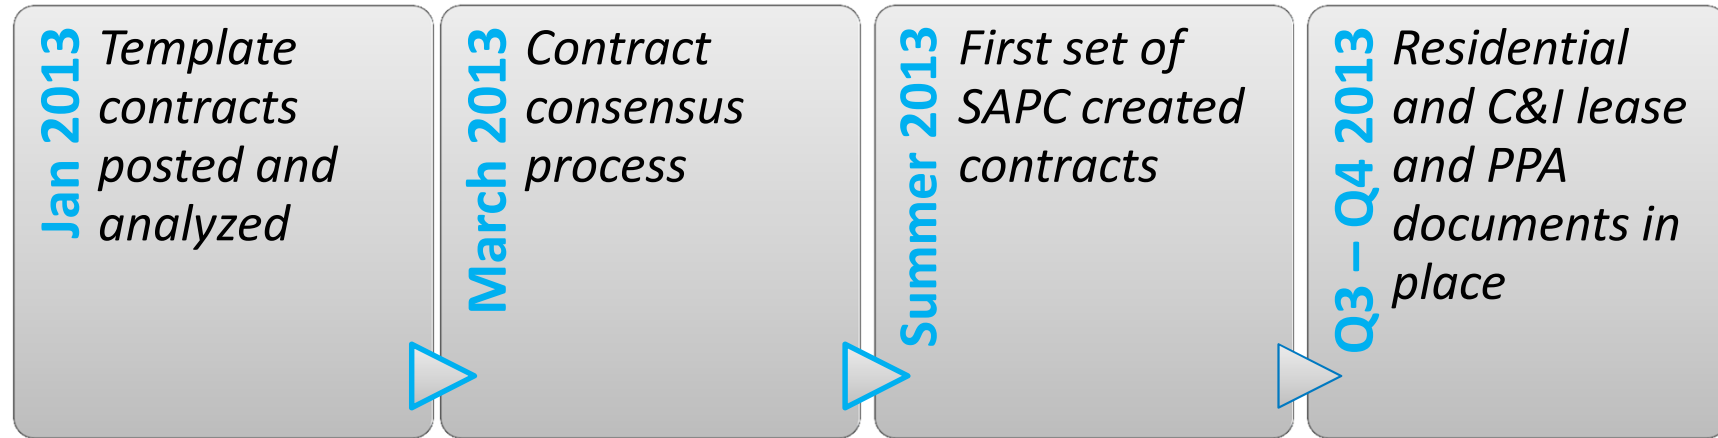 Jan 2013
Template
contracts
posted and
analyzed
March 2013
Contract
consensus
process
Summer 2013
First set of
SAPC created
contracts
Q3 – Q4 2013
Residential
and C&I lease
and PPA
documents in
place